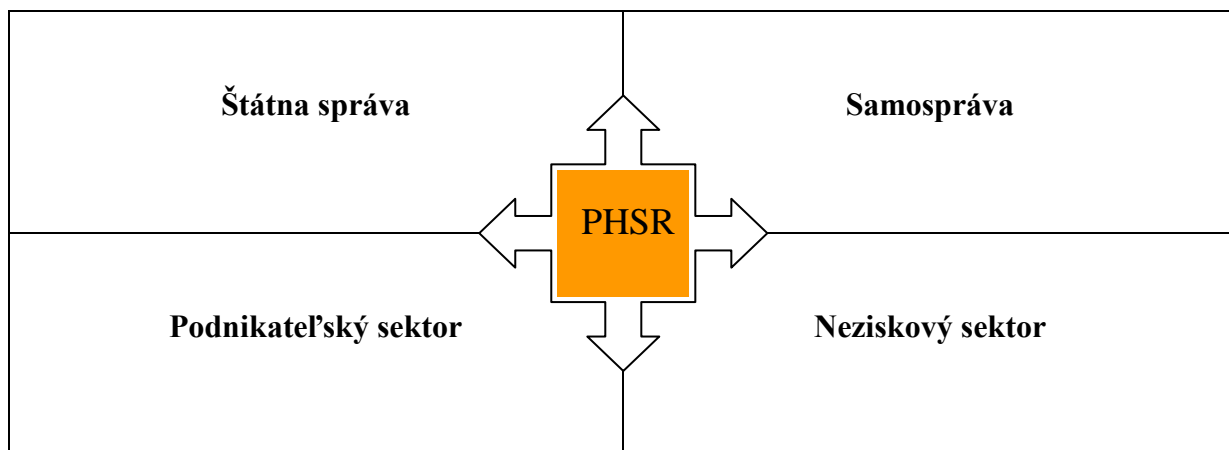 Štátna správa
Samospráva
PHSR
Podnikateľský sektor
Neziskový sektor